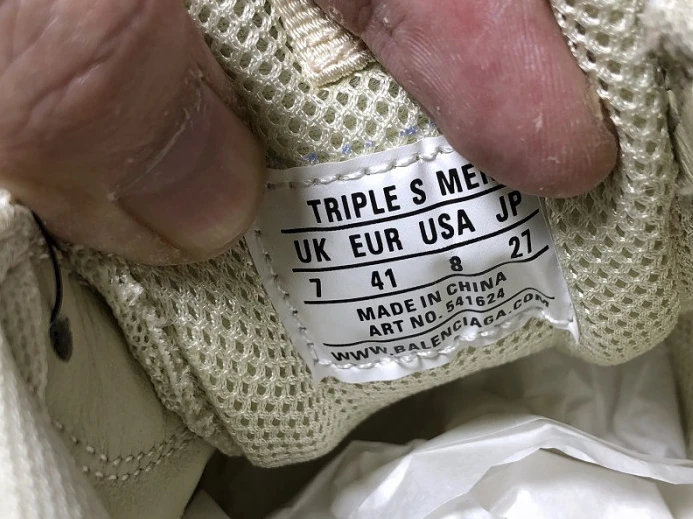 TRIPLE S MEN
UK EUR USA JP
7 41 8 27
MADE IN CHINA
ART NO. 541624
WWW.BALENCIAGA.COM